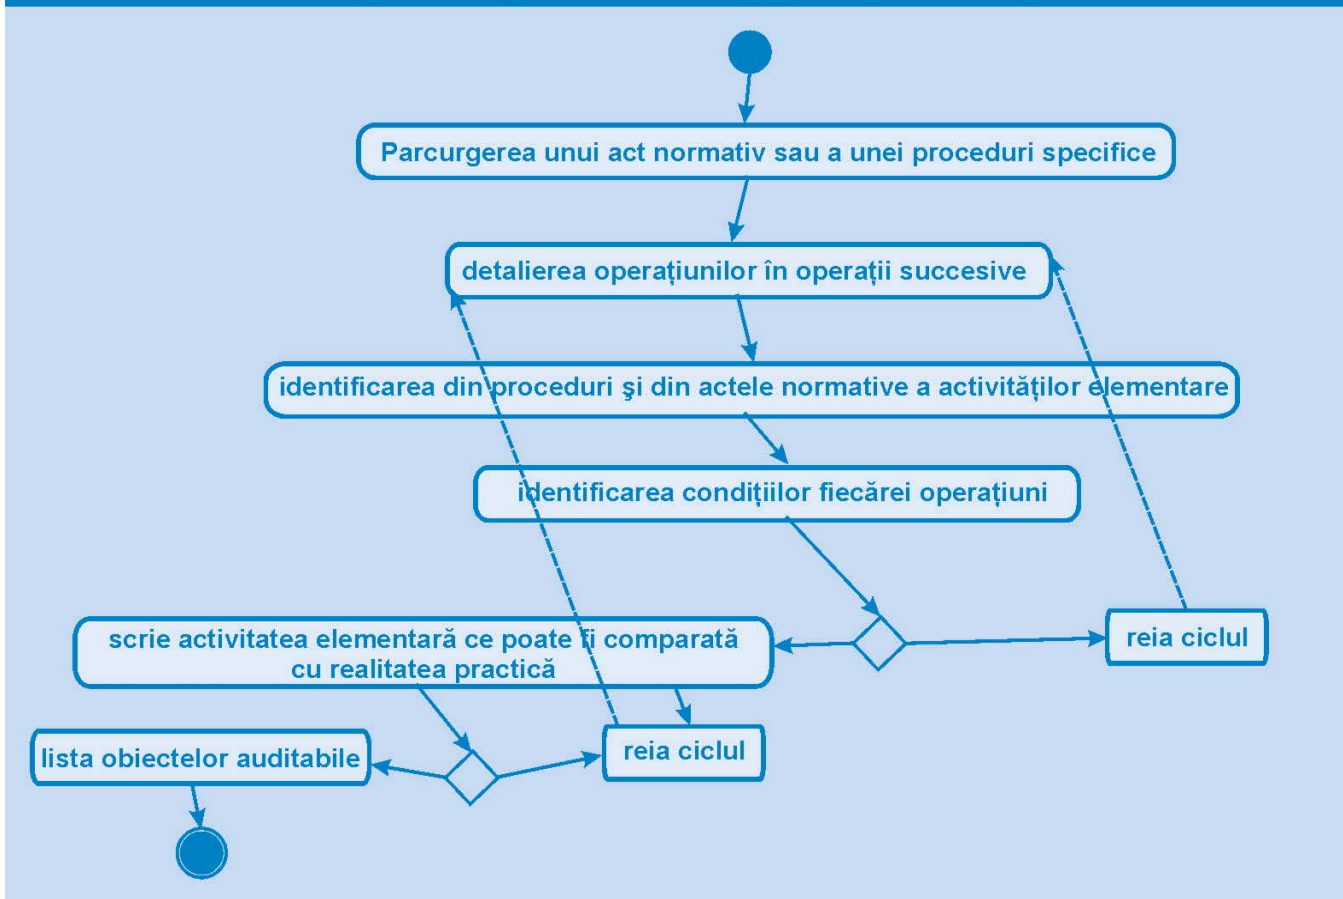 Parcurgerea unui act normativ sau a unei proceduri specifice
detalierea operațiunilor în operații succesive
identificarea din proceduri şi din actele normative a activităților elementare
identificarea condițiilor fiecărei operațiuni
scrie activitatea elementară ce poate fi comparată
cu realitatea practică
reia ciclul
lista obiectelor auditabile
reia ciclul